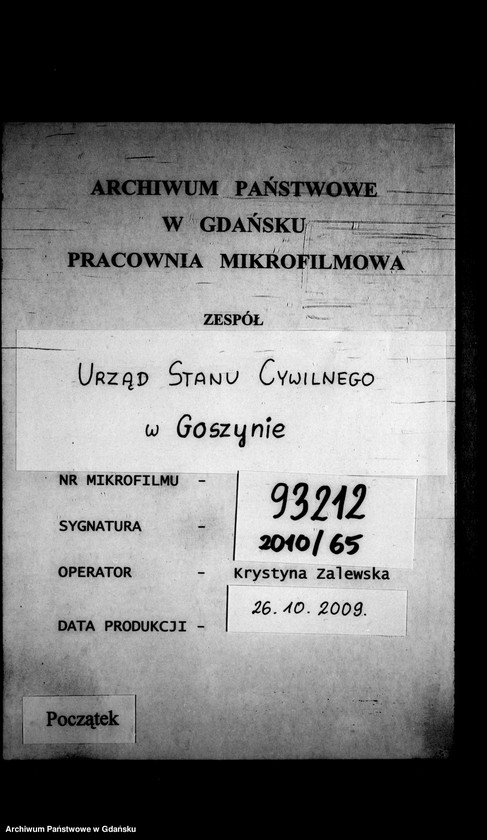 ARCHIWUM PAŃSTWOWE
W GDAŃSKU
PRACOWNIA MIKROFILMOWA
ZESPÓŁ
URZĄD STANU CYWILNEGO
w Goszynie
NR MIKROFILMU - 93212
SYGNATURA - 2010/65
OPERATOR - Krystyna Zalewska
DATA PRODUKCJI - 26.10.2009.
Początek
Archiwum Państwowe w Gdańsku